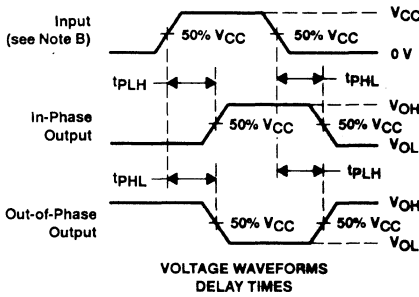 Input
(see Note B)
50% VCC
50% VCC
VCC
0 V
tPLH
tPHL
In-Phase
Output
50% VCC
50% VCC
VOH
VOL
tPHL
tPLH
Out-of-Phase
Output
50% VCC
50% VCC
VOH
VOL
VOLTAGE WAVEFORMS
DELAY TIMES